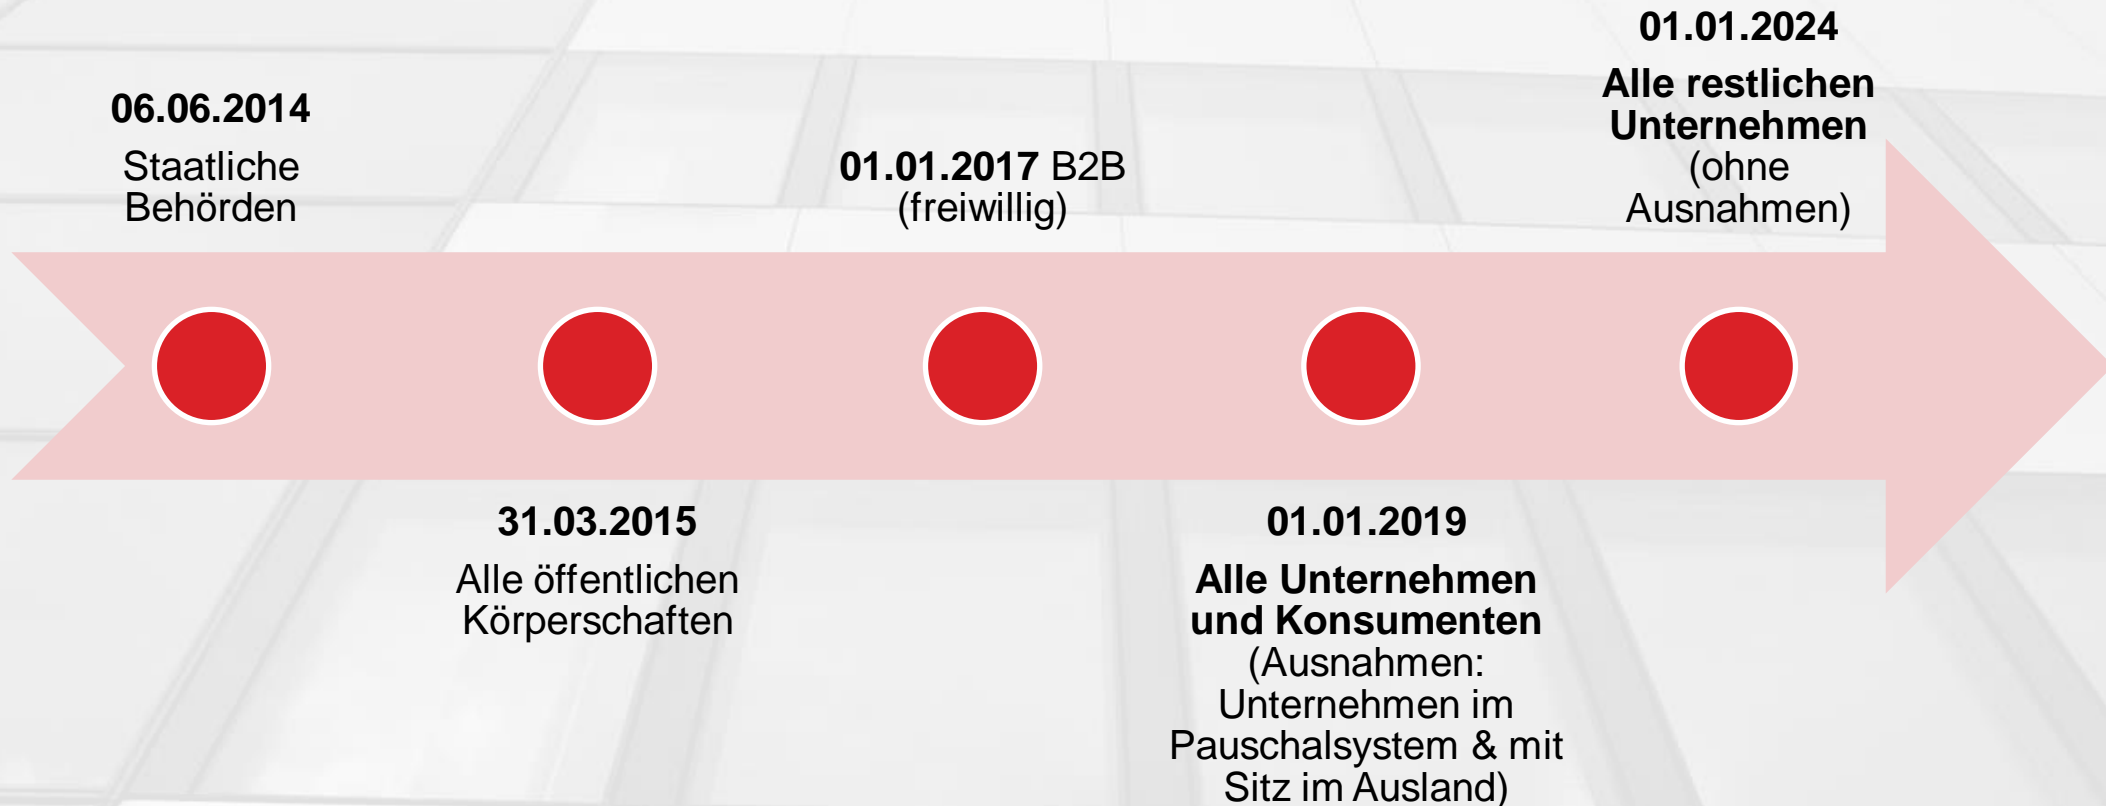 06.06.2014
Staatliche
Behörden
31.03.2015
Alle öffentlichen
Körperschaften
01.01.2017 B2B
(freiwillig)
01.01.2019
Alle Unternehmen
und Konsumenten
(Ausnahmen:
Unternehmen im
Pauschalsystem & mit
Sitz im Ausland)
01.01.2024
Alle restlichen
Unternehmen
(ohne
Ausnahmen)